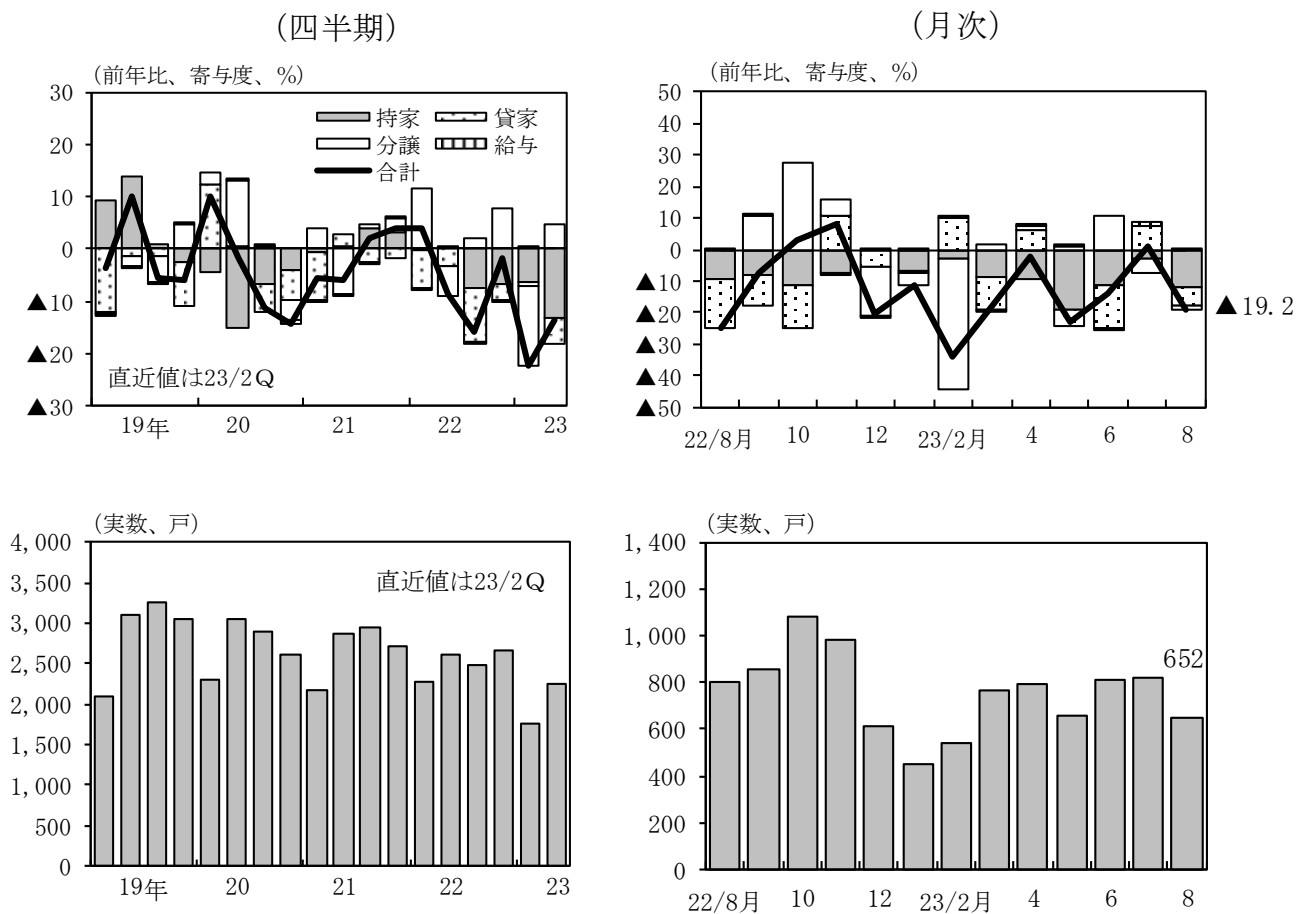 (四半期)
(前年比、寄与度、%)
30
20
10
0
▲10
▲20
▲30
持家
貸家
分譲
給与
合計
直近値は23/2Q
19年
20
21
22
23
(月次)
(前年比、寄与度、%)
50
40
30
20
10
0
▲10
▲20
▲30
▲40
▲50
▲19.2
22/8月
10
12
23/2月
4
6
8
(実数、戸)
4,000
3,500
3,000
2,500
2,000
1,500
1,000
500
0
直近値は23/2Q
19年
20
21
22
23
(実数、戸)
1,400
1,200
1,000
800
600
400
200
0
652
22/8月
10
12
23/2月
4
6
8